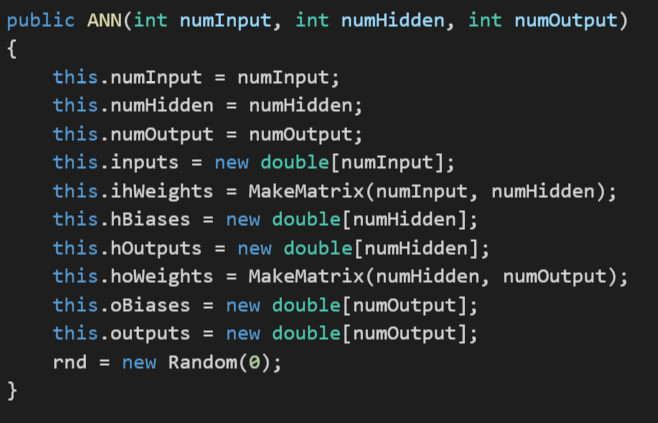 public ANN(int numInput, int numHidden, int numOutput)
{
    this.numInput = numInput;
    this.numHidden = numHidden;
    this.numOutput = numOutput;
    this.inputs = new double[numInput];
    this.ihWeights = MakeMatrix(numInput, numHidden);
    this.hBiases = new double[numHidden];
    this.hOutputs = new double[numHidden];
    this.hoWeights = MakeMatrix(numHidden, numOutput);
    this.oBiases = new double[numOutput];
    this.outputs = new double[numOutput];
    rnd = new Random(0);
}